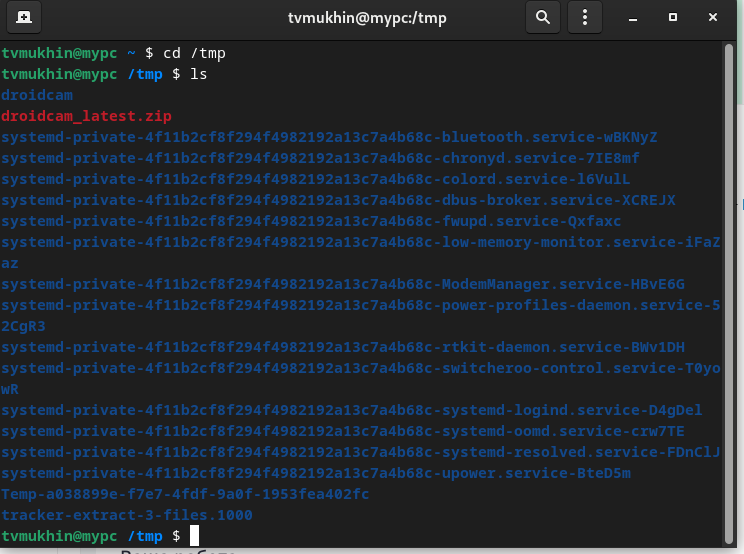 tvmukhin@mypc:/tmp
tvmukhin@mypc ~ $ cd /tmp
tvmukhin@mypc /tmp $ ls
droidcam
droidcam_latest.zip
systemd-private-4f11b2cf8f294f4982192a13c7a4b68c-bluetooth.service-wBKNyZ
systemd-private-4f11b2cf8f294f4982192a13c7a4b68c-chronyd.service-7IE8mf
systemd-private-4f11b2cf8f294f4982192a13c7a4b68c-colord.service-l6VulL
systemd-private-4f11b2cf8f294f4982192a13c7a4b68c-dbus-broker.service-XCREJX
systemd-private-4f11b2cf8f294f4982192a13c7a4b68c-fwupd.service-Qxfaxc
systemd-private-4f11b2cf8f294f4982192a13c7a4b68c-low-memory-monitor.service-iFaZ
az
systemd-private-4f11b2cf8f294f4982192a13c7a4b68c-ModemManager.service-HBvE6G
systemd-private-4f11b2cf8f294f4982192a13c7a4b68c-power-profiles-daemon.service-5
2CgR3
systemd-private-4f11b2cf8f294f4982192a13c7a4b68c-rtkit-daemon.service-BWv1DH
systemd-private-4f11b2cf8f294f4982192a13c7a4b68c-switcheroo-control.service-T0yo
wR
systemd-private-4f11b2cf8f294f4982192a13c7a4b68c-systemd-logind.service-D4gDel
systemd-private-4f11b2cf8f294f4982192a13c7a4b68c-systemd-oomd.service-crw7TE
systemd-private-4f11b2cf8f294f4982192a13c7a4b68c-systemd-resolved.service-FDnClJ
systemd-private-4f11b2cf8f294f4982192a13c7a4b68c-upower.service-BteD5m
Temp-a038899e-f7e7-4fdf-9a0f-1953fea402fc
tracker-extract-3-files.1000
tvmukhin@mypc /tmp $